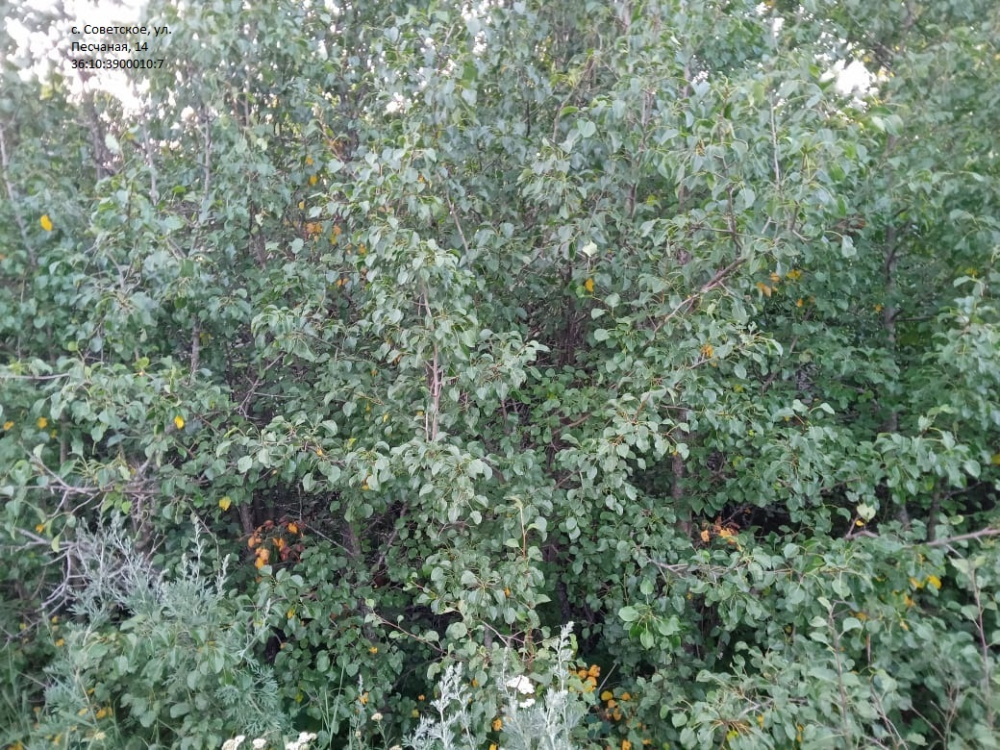 с. Советское, ул.
Песчаная, 14
36:10:3900010:7